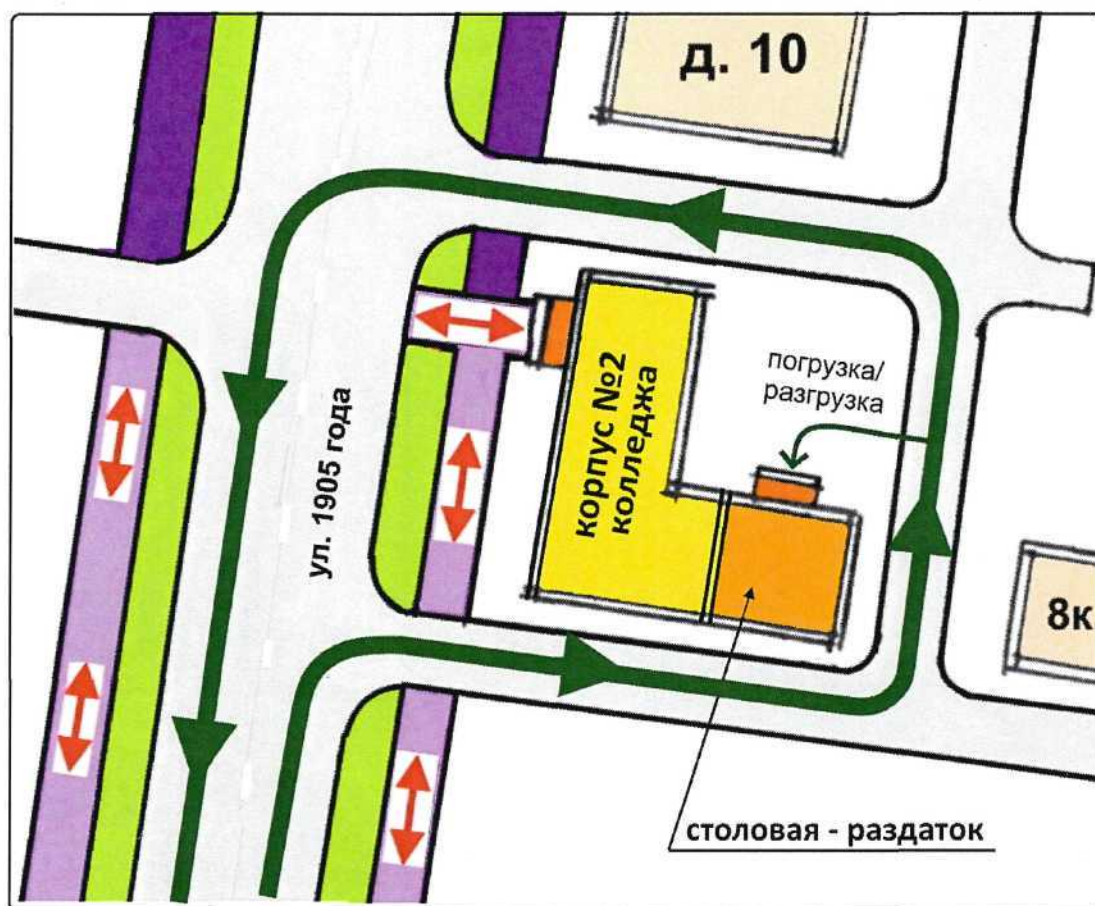 д. 10
погрузка/
разгрузка
корпус №2
колледжа
ул. 1905 года
8к
столовая - раздаток